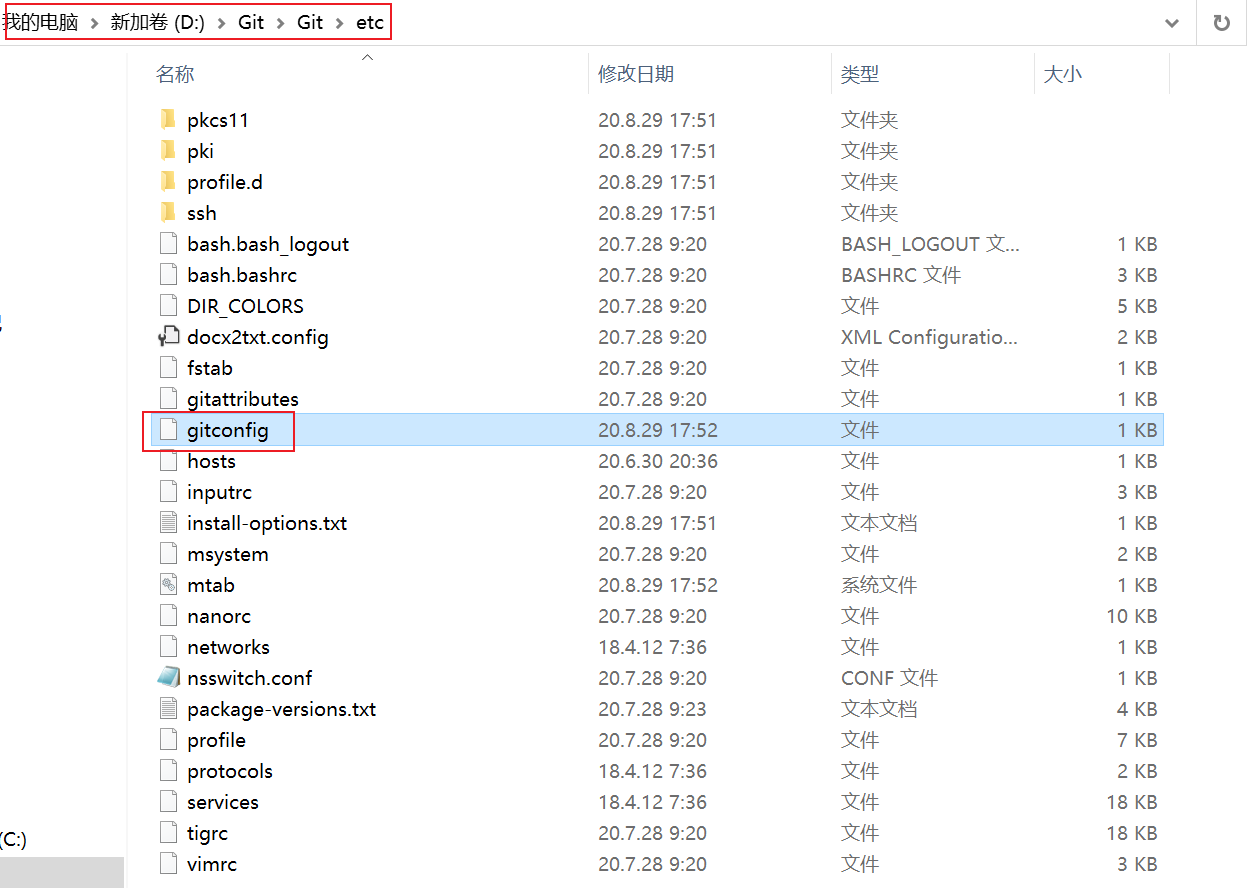 我的电脑 > 新加卷 (D:) > Git > Git > etc
名称 修改日期 类型 大小
pkcs11 20.8.29 17:51 文件夹
pki 20.8.29 17:51 文件夹
profile.d 20.8.29 17:51 文件夹
ssh 20.8.29 17:51 文件夹
bash.bash_logout 20.7.28 9:20 BASH_LOGOUT 文... 1 KB
bash.bashrc 20.7.28 9:20 BASHRC 文件 3 KB
DIR_COLORS 20.7.28 9:20 文件 5 KB
docx2txt.config 20.7.28 9:20 XML Configuratio... 2 KB
fstab 20.7.28 9:20 文件 1 KB
gitattributes 20.7.28 9:20 文件 1 KB
gitconfig 20.8.29 17:52 文件 1 KB
hosts 20.6.30 20:36 文件 1 KB
inputrc 20.7.28 9:20 文件 3 KB
install-options.txt 20.8.29 17:51 文本文档 1 KB
msystem 20.7.28 9:20 文件 2 KB
mtab 20.8.29 17:52 系统文件 1 KB
nanorc 20.7.28 9:20 文件 10 KB
networks 18.4.12 7:36 文件 1 KB
nsswitch.conf 20.7.28 9:20 CONF 文件 1 KB
package-versions.txt 20.7.28 9:23 文本文档 4 KB
profile 20.7.28 9:20 文件 7 KB
protocols 18.4.12 7:36 文件 2 KB
services 18.4.12 7:36 文件 18 KB
tigrc 20.7.28 9:20 文件 18 KB
(C:)
vimrc 20.7.28 9:20 文件 3 KB